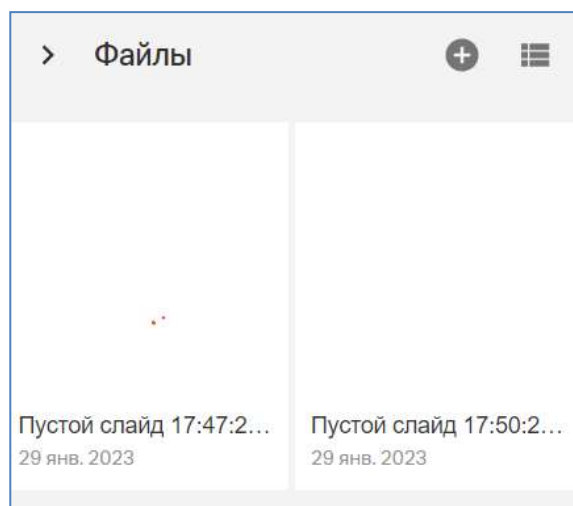 Файлы
Пустой слайд 17:47:2...
29 янв. 2023
Пустой слайд 17:50:2...
29 янв. 2023